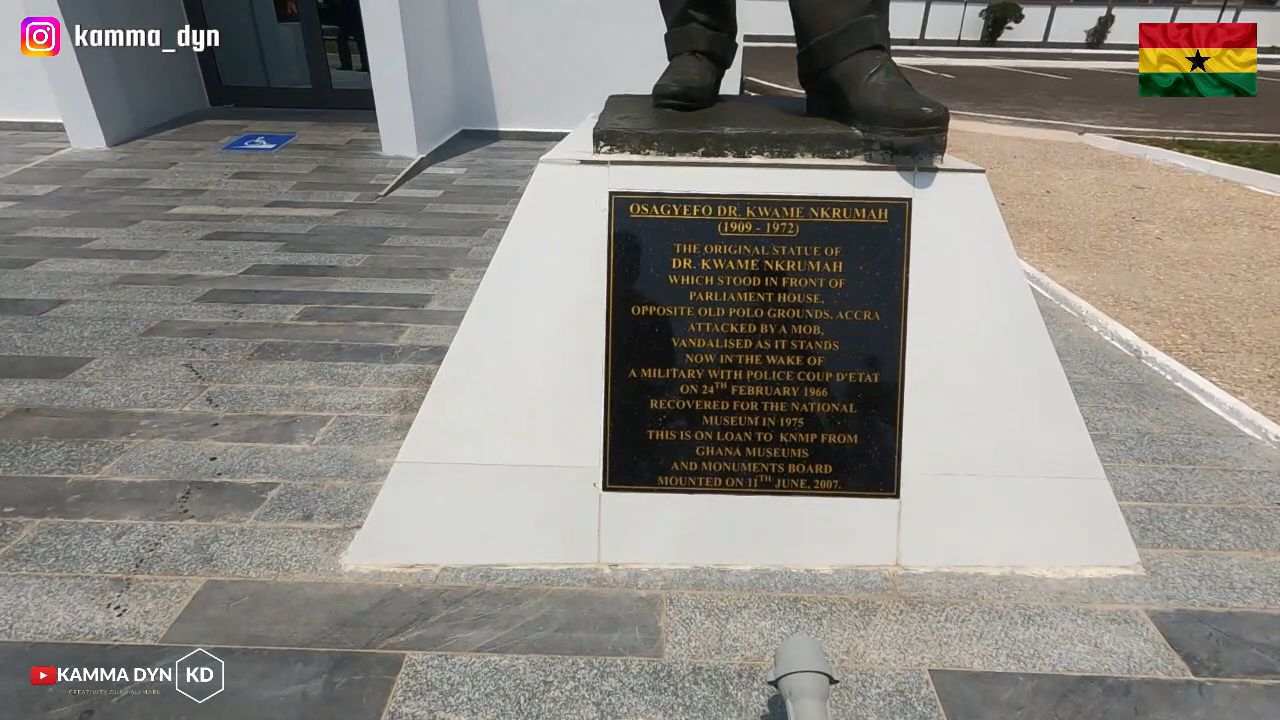 kamma_dyn
OSAGYEFO DR. KWAME NKRUMAH
(1909 - 1972)
THE ORIGINAL STATUE OF
DR. KWAME NKRUMAH
WHICH STOOD IN FRONT OF
PARLIAMENT HOUSE,
OPPOSITE OLD POLO GROUNDS, ACCRA
ATTACKED BY A MOB,
VANDALISED AS IT STANDS
NOW IN THE WAKE OF
A MILITARY WITH POLICE COUP D'ETAT
ON 24TH FEBRUARY 1966
RECOVERED FOR THE NATIONAL
MUSEUM IN 1975
THIS IS ON LOAN TO KNMP FROM
GHANA MUSEUMS
AND MONUMENTS BOARD
MOUNTED ON 11TH JUNE, 2007.
KAMMA DYN KD
CREATIVITY OUR HALLMARK